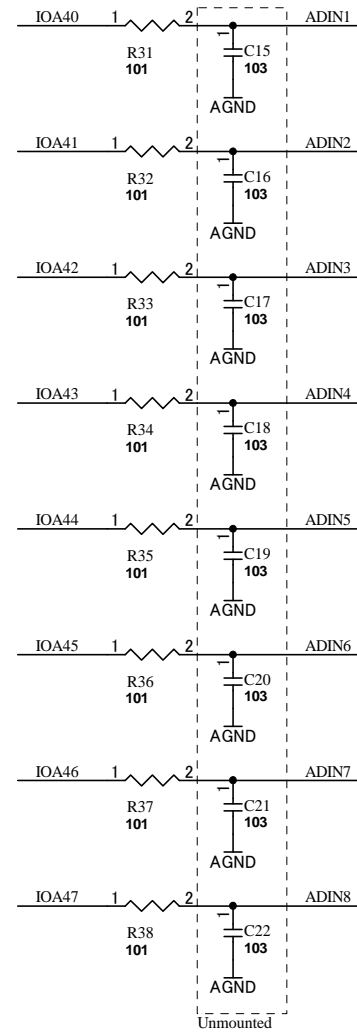 IOA40 1 2 ADIN1
1 C15
R31 103
101
AGND
IOA41 1 2 ADIN2
1 C16
R32 103
101
AGND
IOA42 1 2 ADIN3
1 C17
R33 103
101
AGND
IOA43 1 2 ADIN4
1 C18
R34 103
101
AGND
IOA44 1 2 ADIN5
1 C19
R35 103
101
AGND
IOA45 1 2 ADIN6
1 C20
R36 103
101
AGND
IOA46 1 2 ADIN7
1 C21
R37 103
101
AGND
IOA47 1 2 ADIN8
1 C22
R38 103
101
AGND
Unmounted